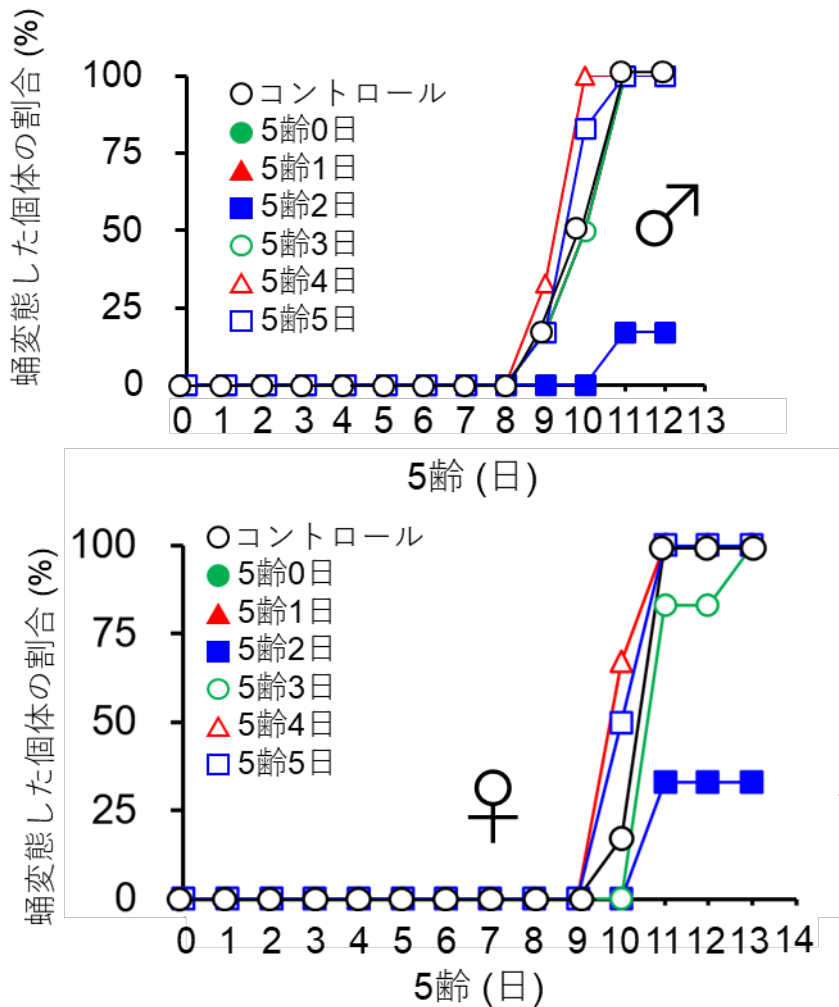 蛹変態した個体の割合 (%)
100
75
50
25
0
コントロール
5齢0日
5齢1日
5齢2日
5齢3日
5齢4日
5齢5日
♂
0 1 2 3 4 5 6 7 8 9 10 11 12 13
5齢 (日)
蛹変態した個体の割合 (%)
100
75
50
25
0
コントロール
5齢0日
5齢1日
5齢2日
5齢3日
5齢4日
5齢5日
♀
0 1 2 3 4 5 6 7 8 9 10 11 12 13 14
5齢 (日)